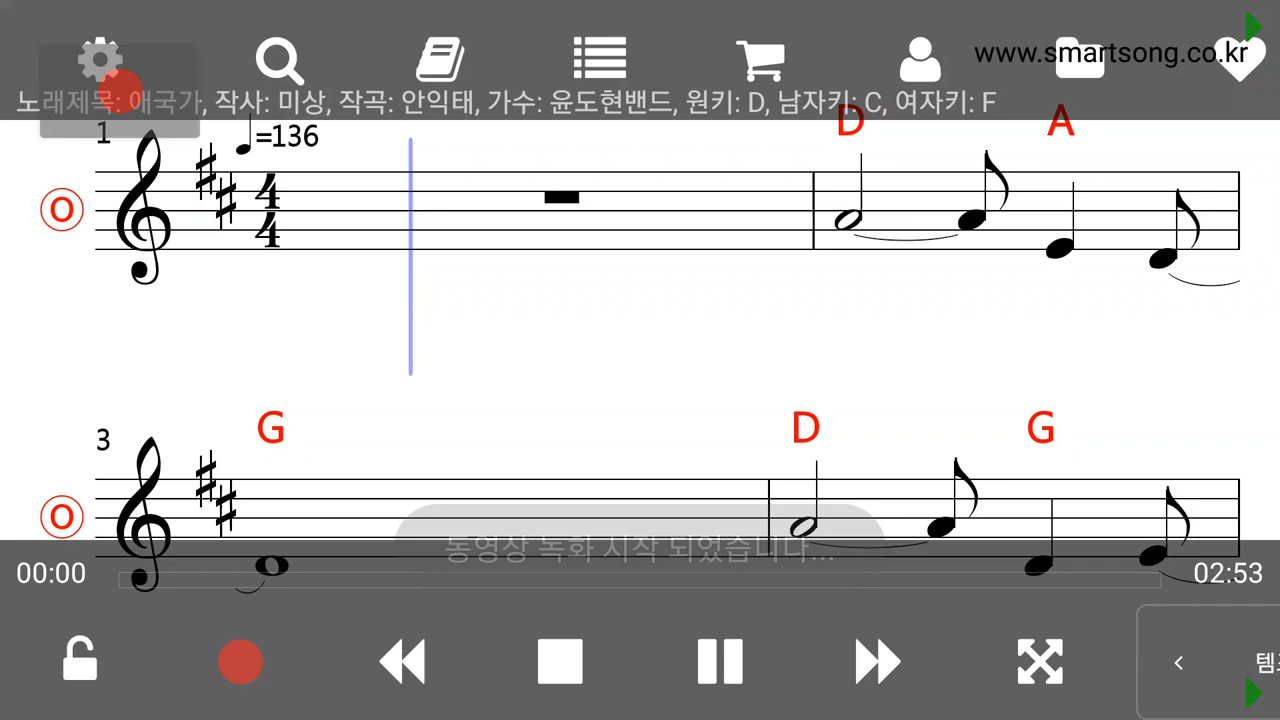 www.smartsong.co.kr
노래제목: 애국가, 작사: 미상, 작곡: 안익태, 가수: 윤도현밴드, 원키: D, 남자키: C, 여자키: F
1 =136 D A
4
4
O
3 G D G
O
동영상 녹화 시작 되었습니다...
00:00 02:53